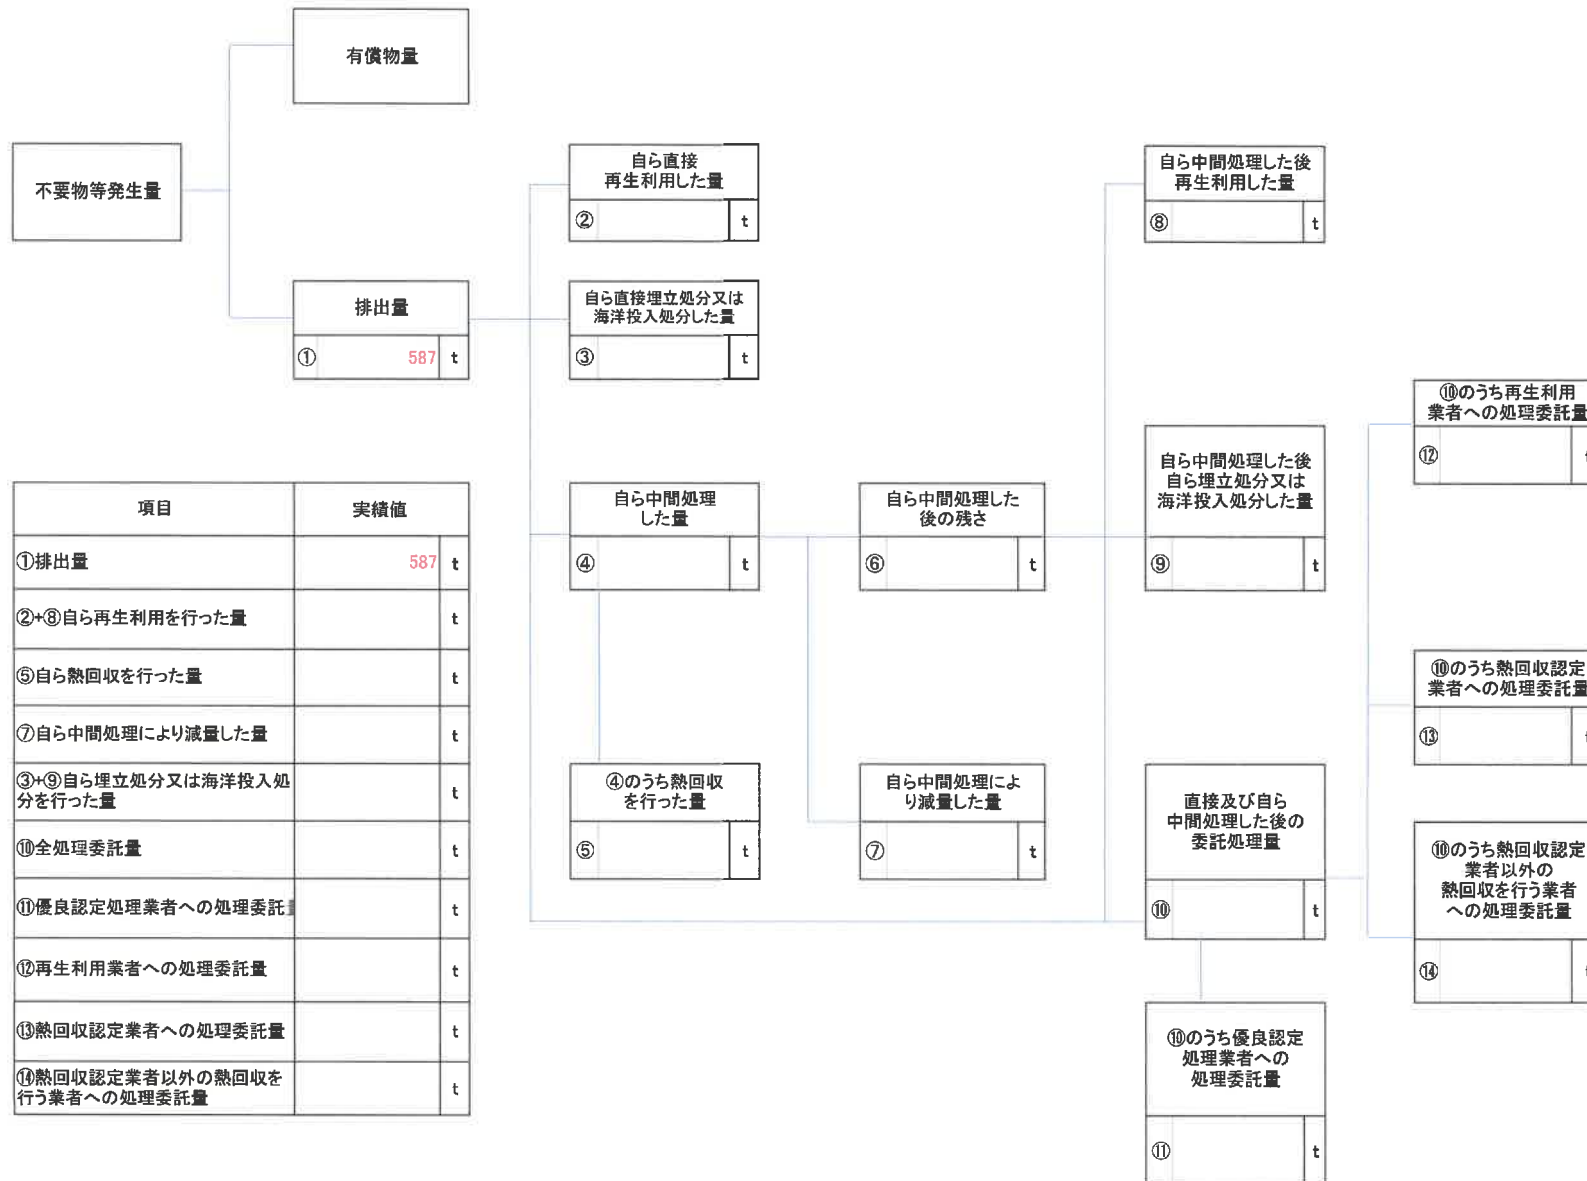 有償物量
不要物等発生量
排出量
① 587 t
自ら直接
再生利用した量
② t
自ら直接埋立処分又は
海洋投入処分した量
③ t
自ら中間処理
した量
④ t
④のうち熱回収
を行った量
⑤ t
自ら中間処理した
後の残さ
⑥ t
自ら中間処理によ
り減量した量
⑦ t
自ら中間処理した後
再生利用した量
⑧ t
自ら中間処理した後
自ら埋立処分又は
海洋投入処分した量
⑨ t
直接及び自ら
中間処理した後の
委託処理量
⑩ t
⑩のうち優良認定
処理業者への
処理委託量
⑪ t
⑩のうち再生利用
業者への処理委託量
⑫ t
⑩のうち熱回収認定
業者への処理委託量
⑬ t
⑩のうち熱回収認定
業者以外の
熱回収を行う業者
への処理委託量
⑭ t
項目 実績値
①排出量 587 t
②+⑧自ら再生利用を行った量 t
⑤自ら熱回収を行った量 t
⑦自ら中間処理により減量した量 t
③+⑨自ら埋立処分又は海洋投入処
分を行った量 t
⑩全処理委託量 t
⑪優良認定処理業者への処理委託 t
⑫再生利用業者への処理委託量 t
⑬熱回収認定業者への処理委託量 t
⑭熱回収認定業者以外の熱回収を
行う業者への処理委託量 t